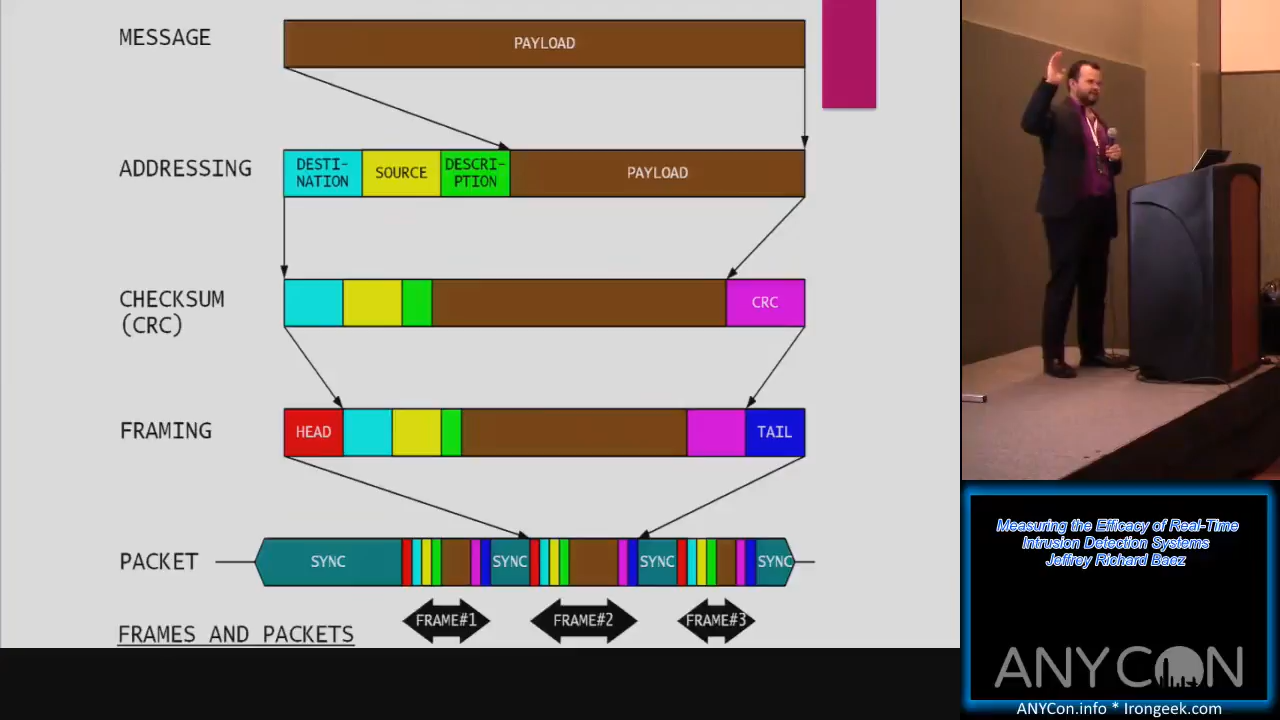 MESSAGE
PAYLOAD
ADDRESSING
DESTI-
NATION
SOURCE
DESCRI-
PTION
PAYLOAD
CHECKSUM
(CRC)
CRC
FRAMING
HEAD
TAIL
PACKET
SYNC
SYNC
SYNC
SYNC
FRAME#1
FRAME#2
FRAME#3
FRAMES AND PACKETS
Measuring the Efficacy of Real-Time
Intrusion Detection Systems
Jeffrey Richard Baez
ANYCON
ANYCon.info * Irongeek.com